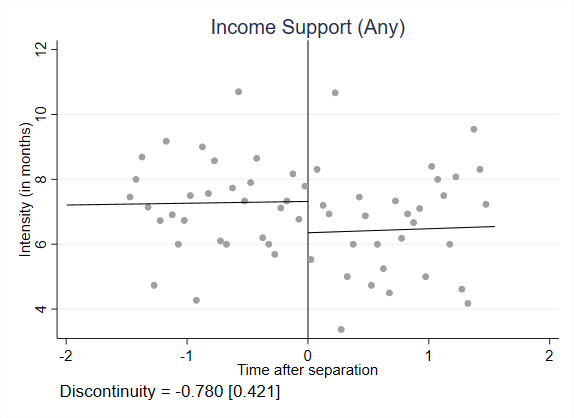 Income Support (Any)
Intensity (in months)
12
10
8
6
4
-2
-1
0
1
2
Time after separation
Discontinuity = -0.780 [0.421]